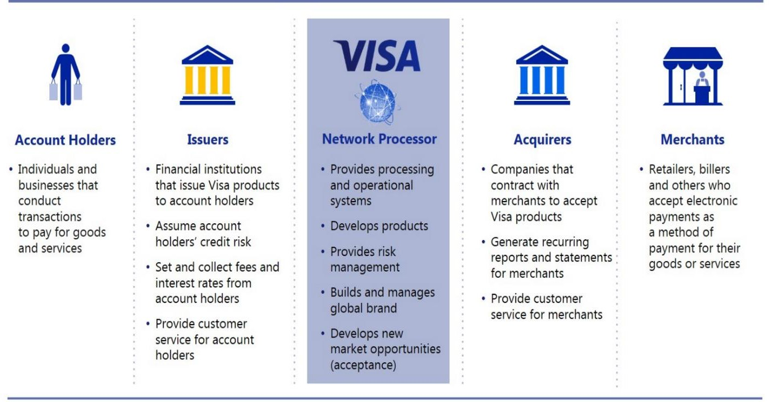 VISA
Account Holders
• Individuals and
businesses that
conduct
transactions
to pay for goods
and services
Issuers
• Financial institutions
that issue Visa products
to account holders
• Assume account
holders' credit risk
• Set and collect fees and
interest rates from
account holders
• Provide customer
service for account
holders
Network Processor
• Provides processing
and operational
systems
• Develops products
• Provides risk
management
• Builds and manages
global brand
• Develops new
market opportunities
(acceptance)
Acquirers
• Companies that
contract with
merchants to accept
Visa products
• Generate recurring
reports and statements
for merchants
• Provide customer
service for merchants
Merchants
• Retailers, billers
and others who
accept electronic
payments as
a method of
payment for their
goods or services